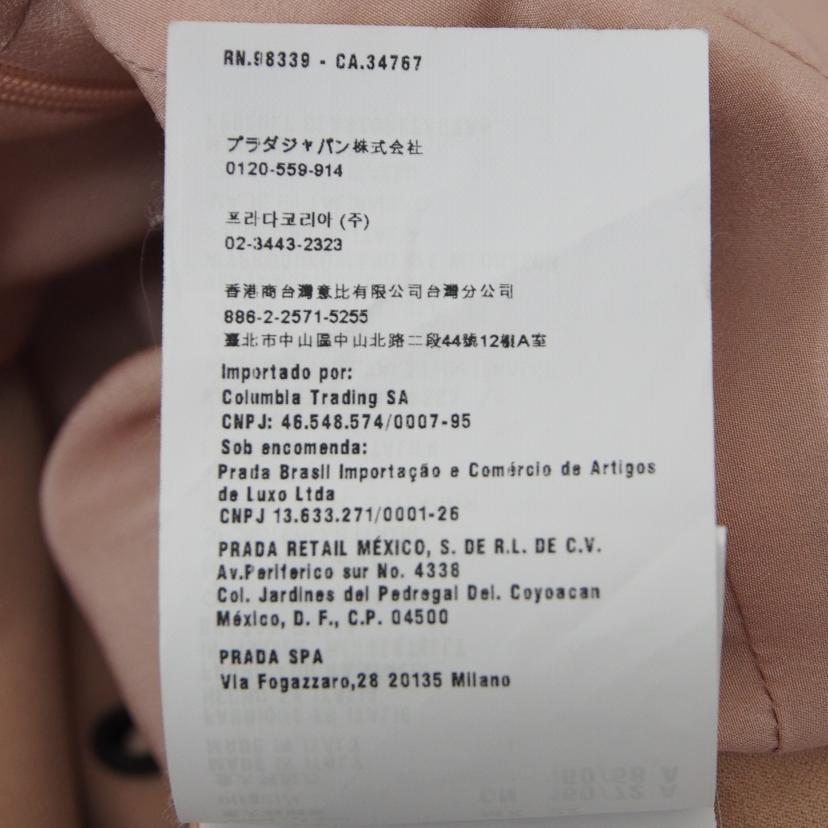 RN.98339 - CA.34767
プラダジャパン株式会社
0120-559-914
프라다코리아 (주)
02-3443-2323
香港商台灣意比有限公司台灣分公司
886-2-2571-5255
臺北市中山區中山北路二段44號12樓A室
Importado por:
Columbia Trading SA
CNPJ: 46.548.574/0007-95
Sob encomenda:
Prada Brasil Importação e Comércio de Artigos
de Luxo Ltda
CNPJ 13.633.271/0001-26
PRADA RETAIL MÉXICO, S. DE R.L. DE C.V.
Av.Periferico sur No. 4338
Col. Jardines del Pedregal Del. Coyoacan
México, D. F., C.P. 04500
PRADA SPA
Via Fogazzaro,28 20135 Milano